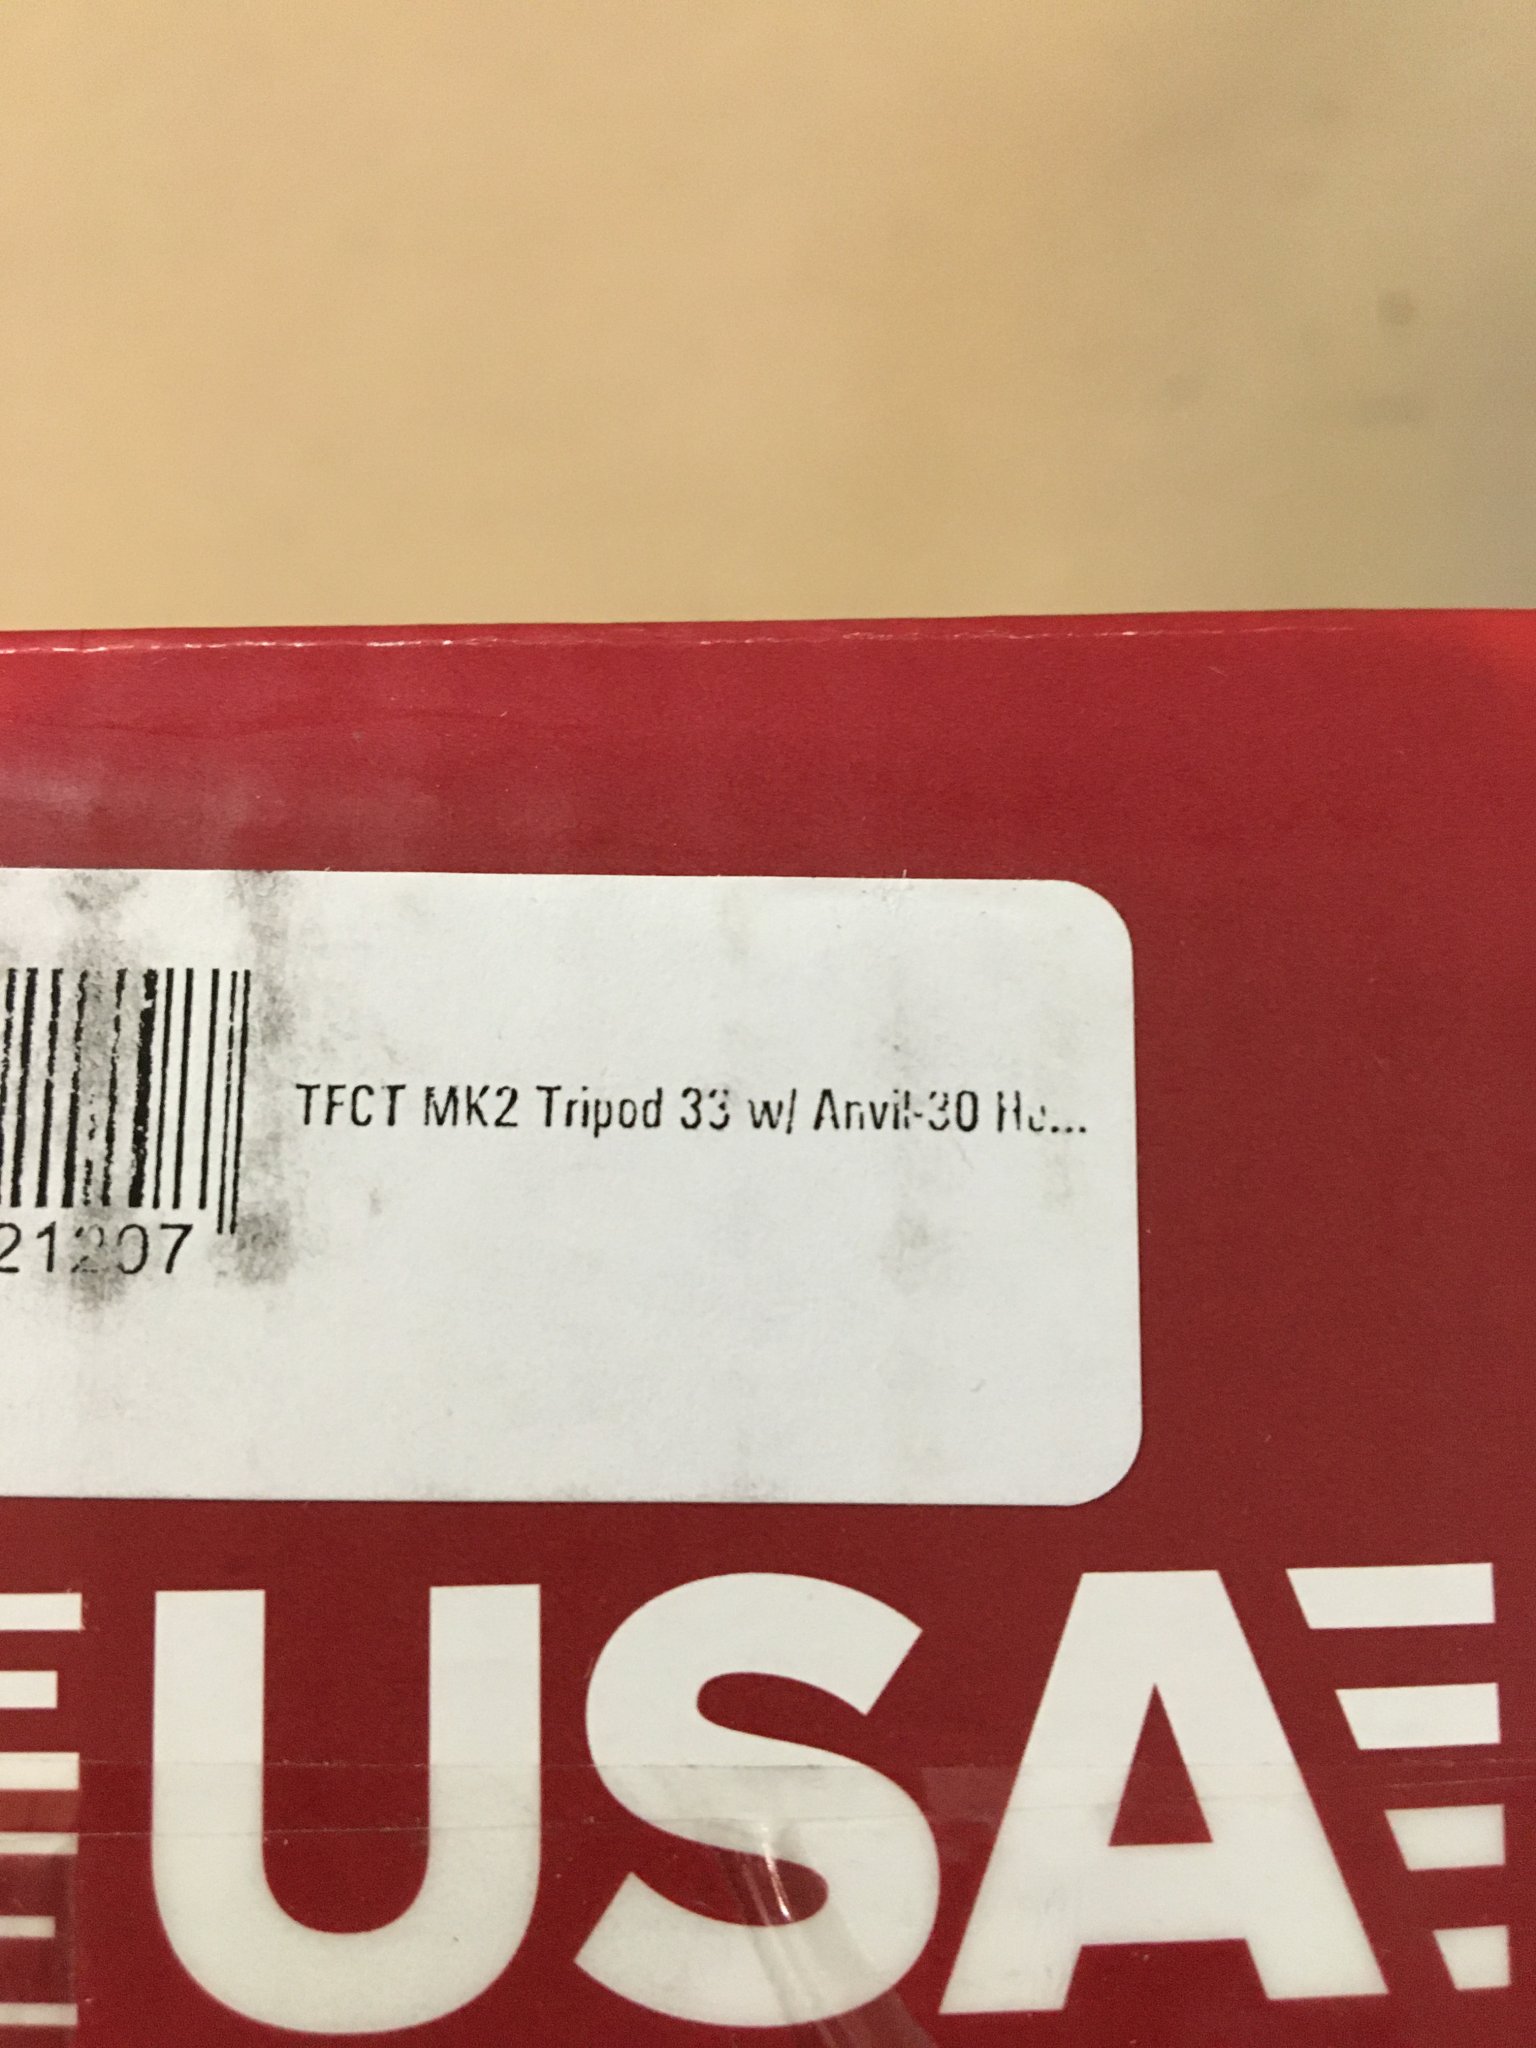 TFCT MK2 Tripod 33 w/ Anvil-30 He...
21207
USA